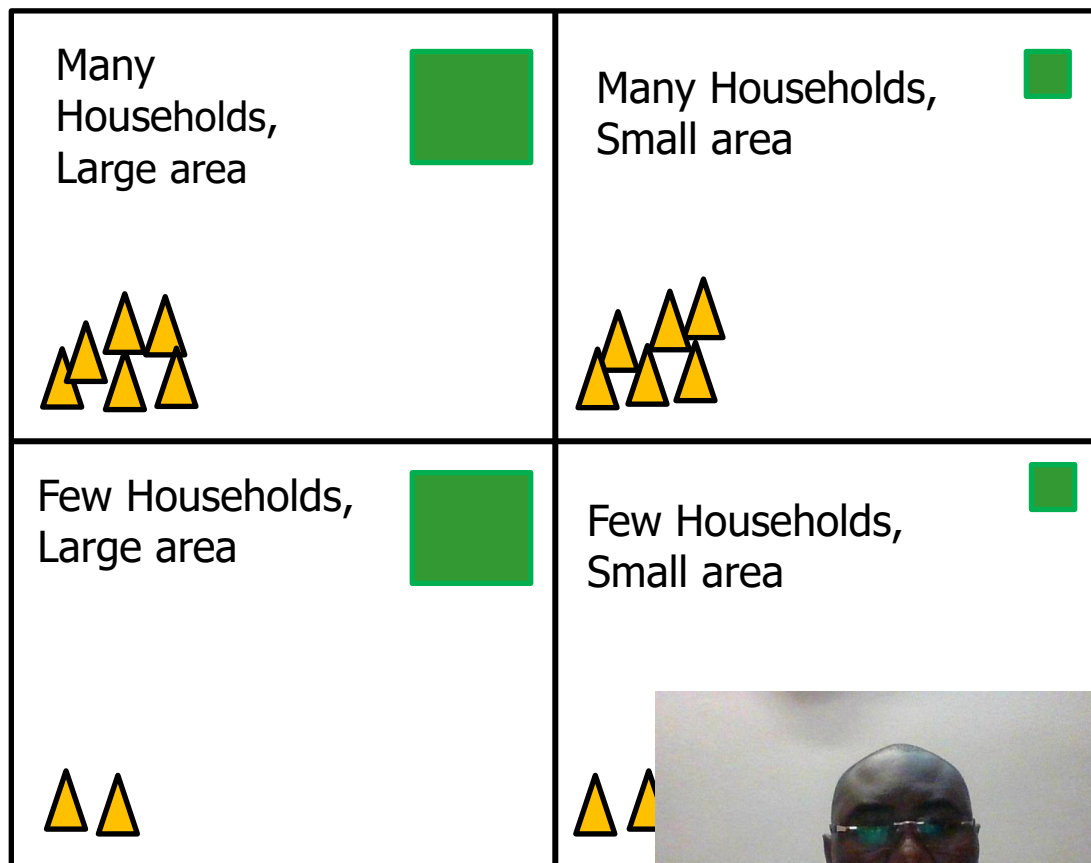 Many
Households,
Large area
Many Households,
Small area
Few Households,
Large area
Few Households,
Small area